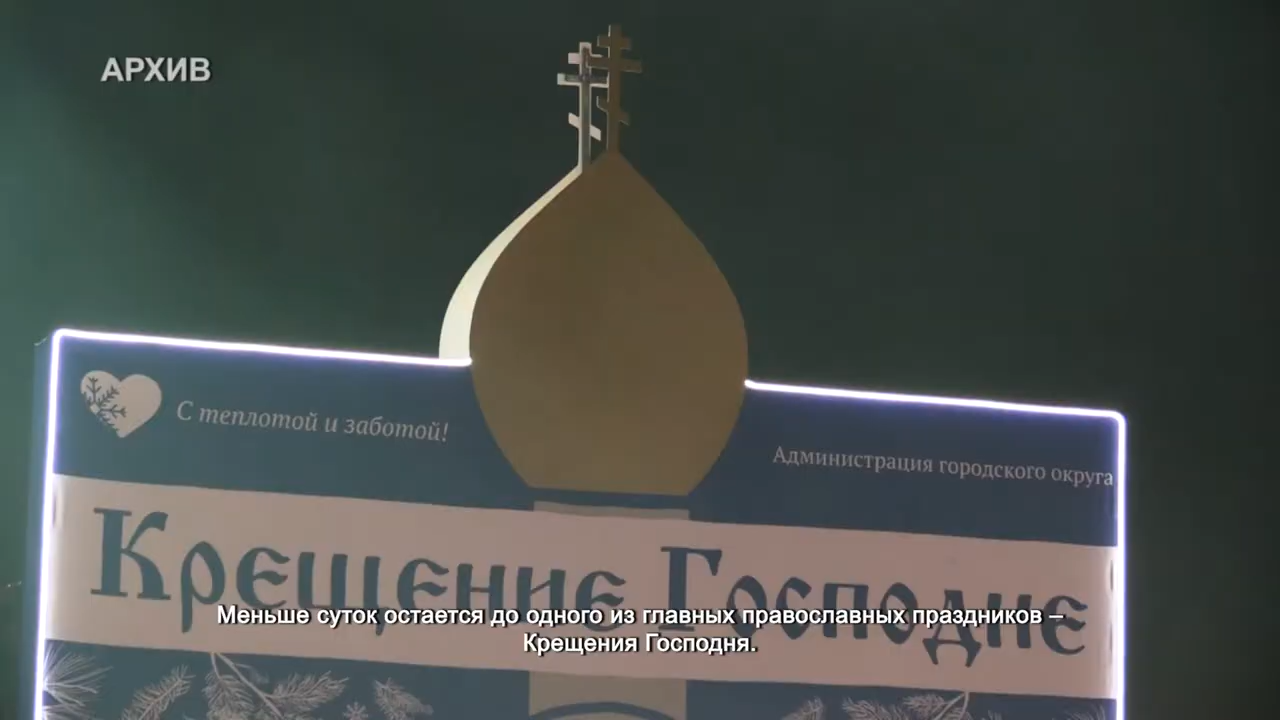 АРХИВ
С теплотой и заботой!
Администрация городского округа
Крещение Господне
Меньше суток остается до одного из главных православных праздников –
Крещения Господня.